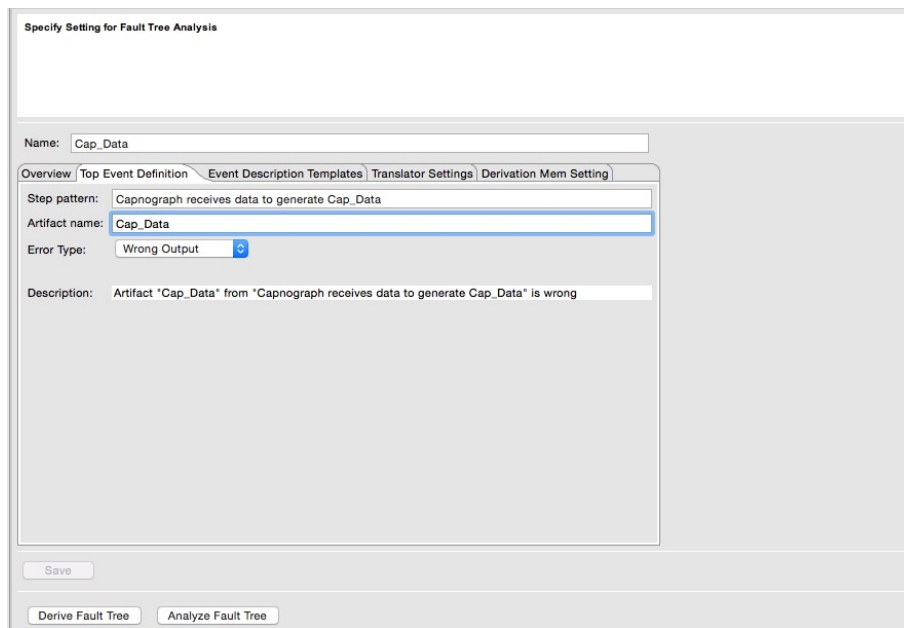 Specify Setting for Fault Tree Analysis
Name: Cap_Data
Overview Top Event Definition Event Description Templates Translator Settings Derivation Mem Setting
Step pattern: Capnograph receives data to generate Cap_Data
Artifact name: Cap_Data
Error Type: Wrong Output
Description: Artifact "Cap_Data" from "Capnograph receives data to generate Cap_Data" is wrong
Save
Derive Fault Tree Analyze Fault Tree